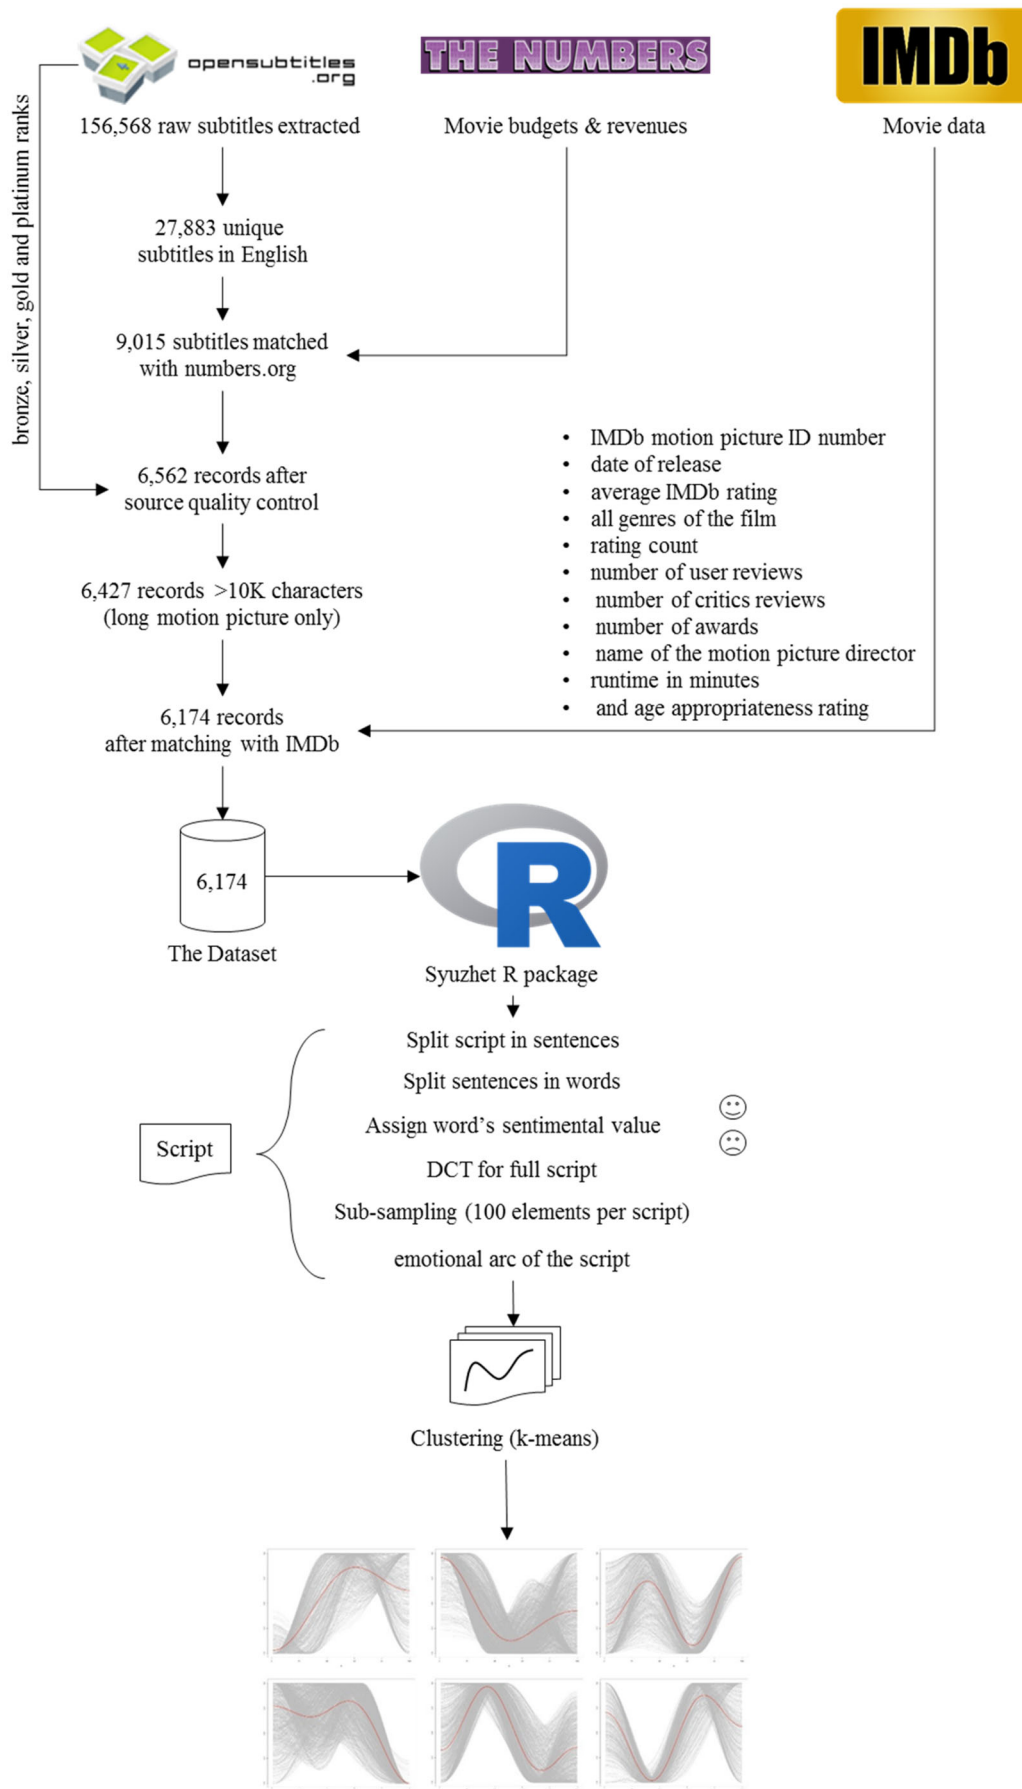 opensubtitles
.org
THE NUMBERS
IMDb
156,568 raw subtitles extracted
Movie budgets & revenues
Movie data
bronze, silver, gold and platinum ranks
27,883 unique
subtitles in English
9,015 subtitles matched
with numbers.org
• IMDb motion picture ID number
• date of release
• average IMDb rating
• all genres of the film
• rating count
• number of user reviews
• number of critics reviews
• number of awards
• name of the motion picture director
• runtime in minutes
• and age appropriateness rating
6,562 records after
source quality control
6,427 records >10K characters
(long motion picture only)
6,174 records
after matching with IMDb
6,174
The Dataset
R
Syuzhet R package
Split script in sentences
Split sentences in words
Assign word's sentimental value
Script
DCT for full script
Sub-sampling (100 elements per script)
emotional arc of the script
Clustering (k-means)